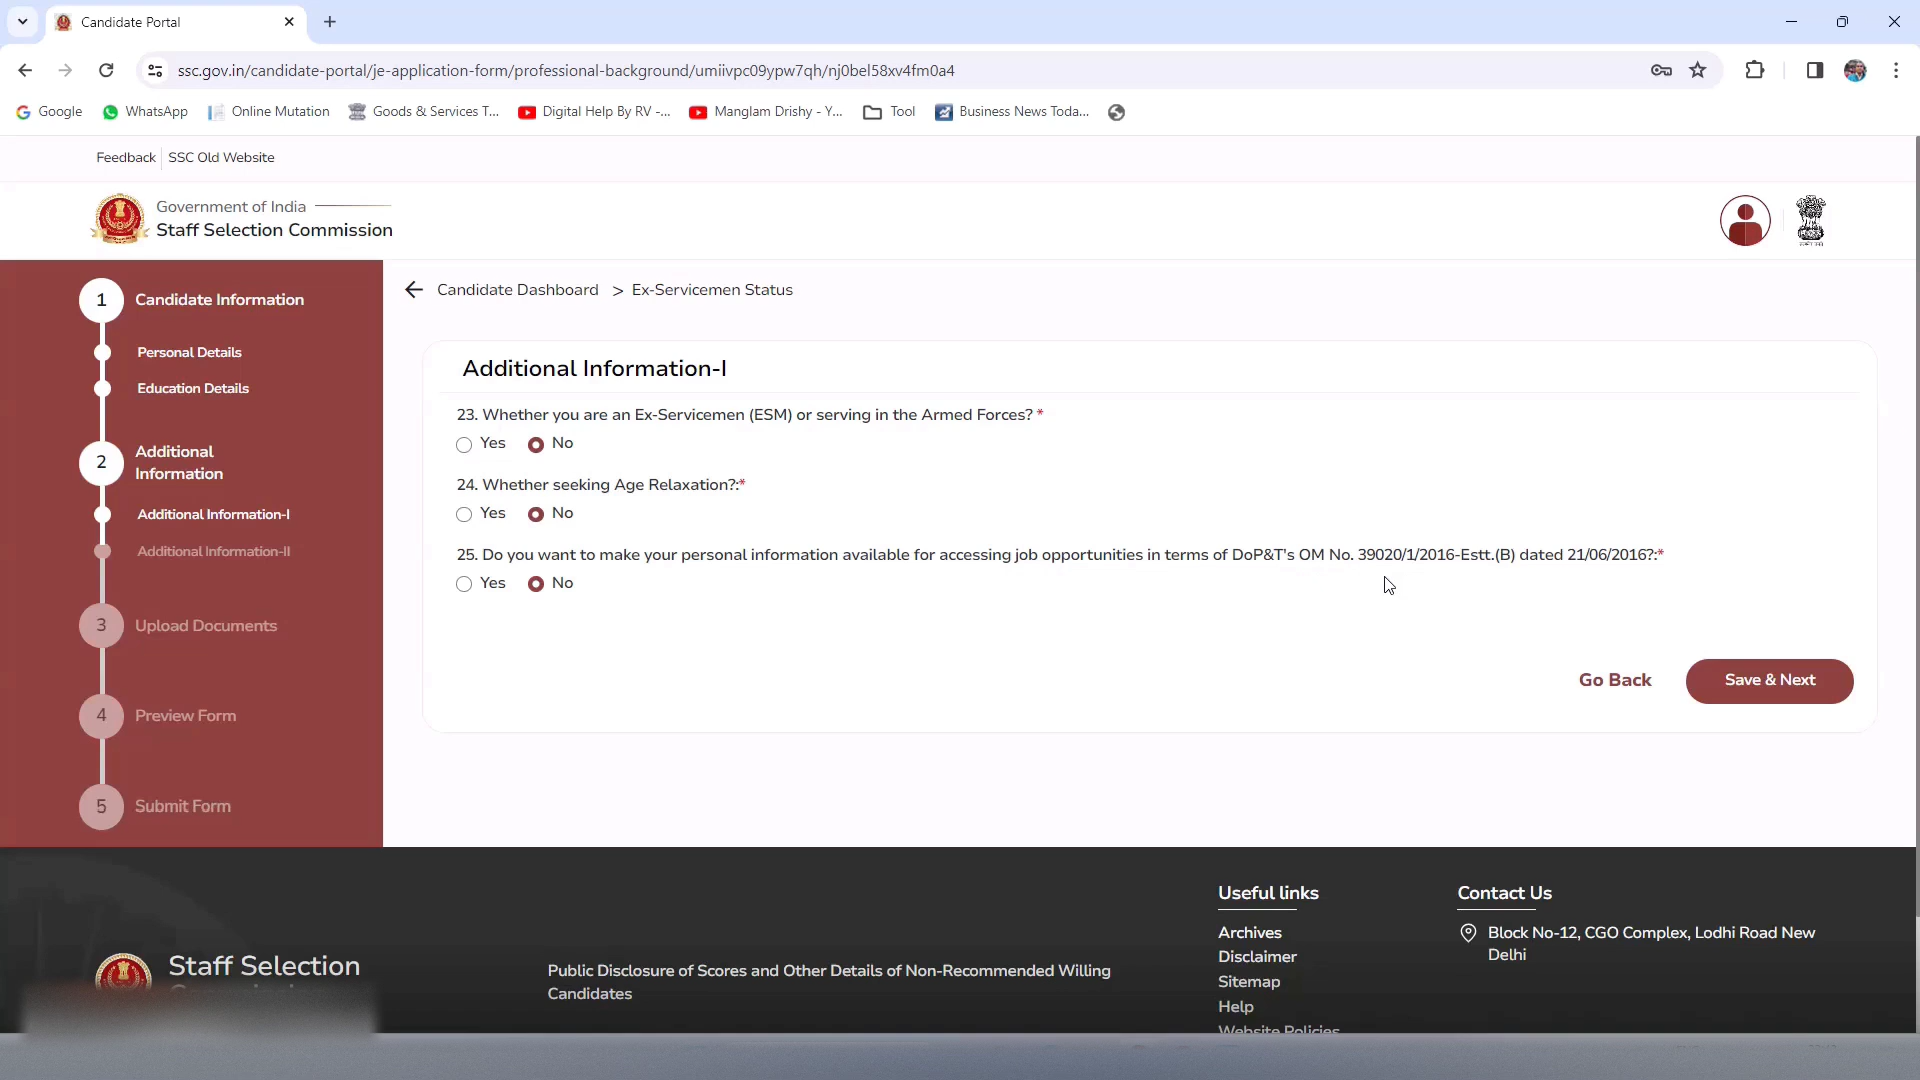 Candidate Portal
ssc.gov.in/candidate-portal/je-application-form/professional-background/umiivpc09ypw7qh/nj0bel58xv4fm0a4
Google WhatsApp Online Mutation Goods & Services T... Digital Help By RV -... Manglam Drishy - Y... Tool Business News Toda...
Feedback SSC Old Website
Government of India
Staff Selection Commission
1 Candidate Information
Personal Details
Education Details
2 Additional
Information
Additional Information-I
Additional Information-II
3 Upload Documents
4 Preview Form
5 Submit Form
Candidate Dashboard > Ex-Servicemen Status
Additional Information-I
23. Whether you are an Ex-Servicemen (ESM) or serving in the Armed Forces? *
Yes No
24. Whether seeking Age Relaxation?:*
Yes No
25. Do you want to make your personal information available for accessing job opportunities in terms of DoP&T's OM No. 39020/1/2016-Estt.(B) dated 21/06/2016?:*
Yes No
Go Back Save & Next
Staff Selection
Public Disclosure of Scores and Other Details of Non-Recommended Willing
Candidates
Useful links
Archives
Disclaimer
Sitemap
Help
Website Policies
Contact Us
Block No-12, CGO Complex, Lodhi Road New
Delhi